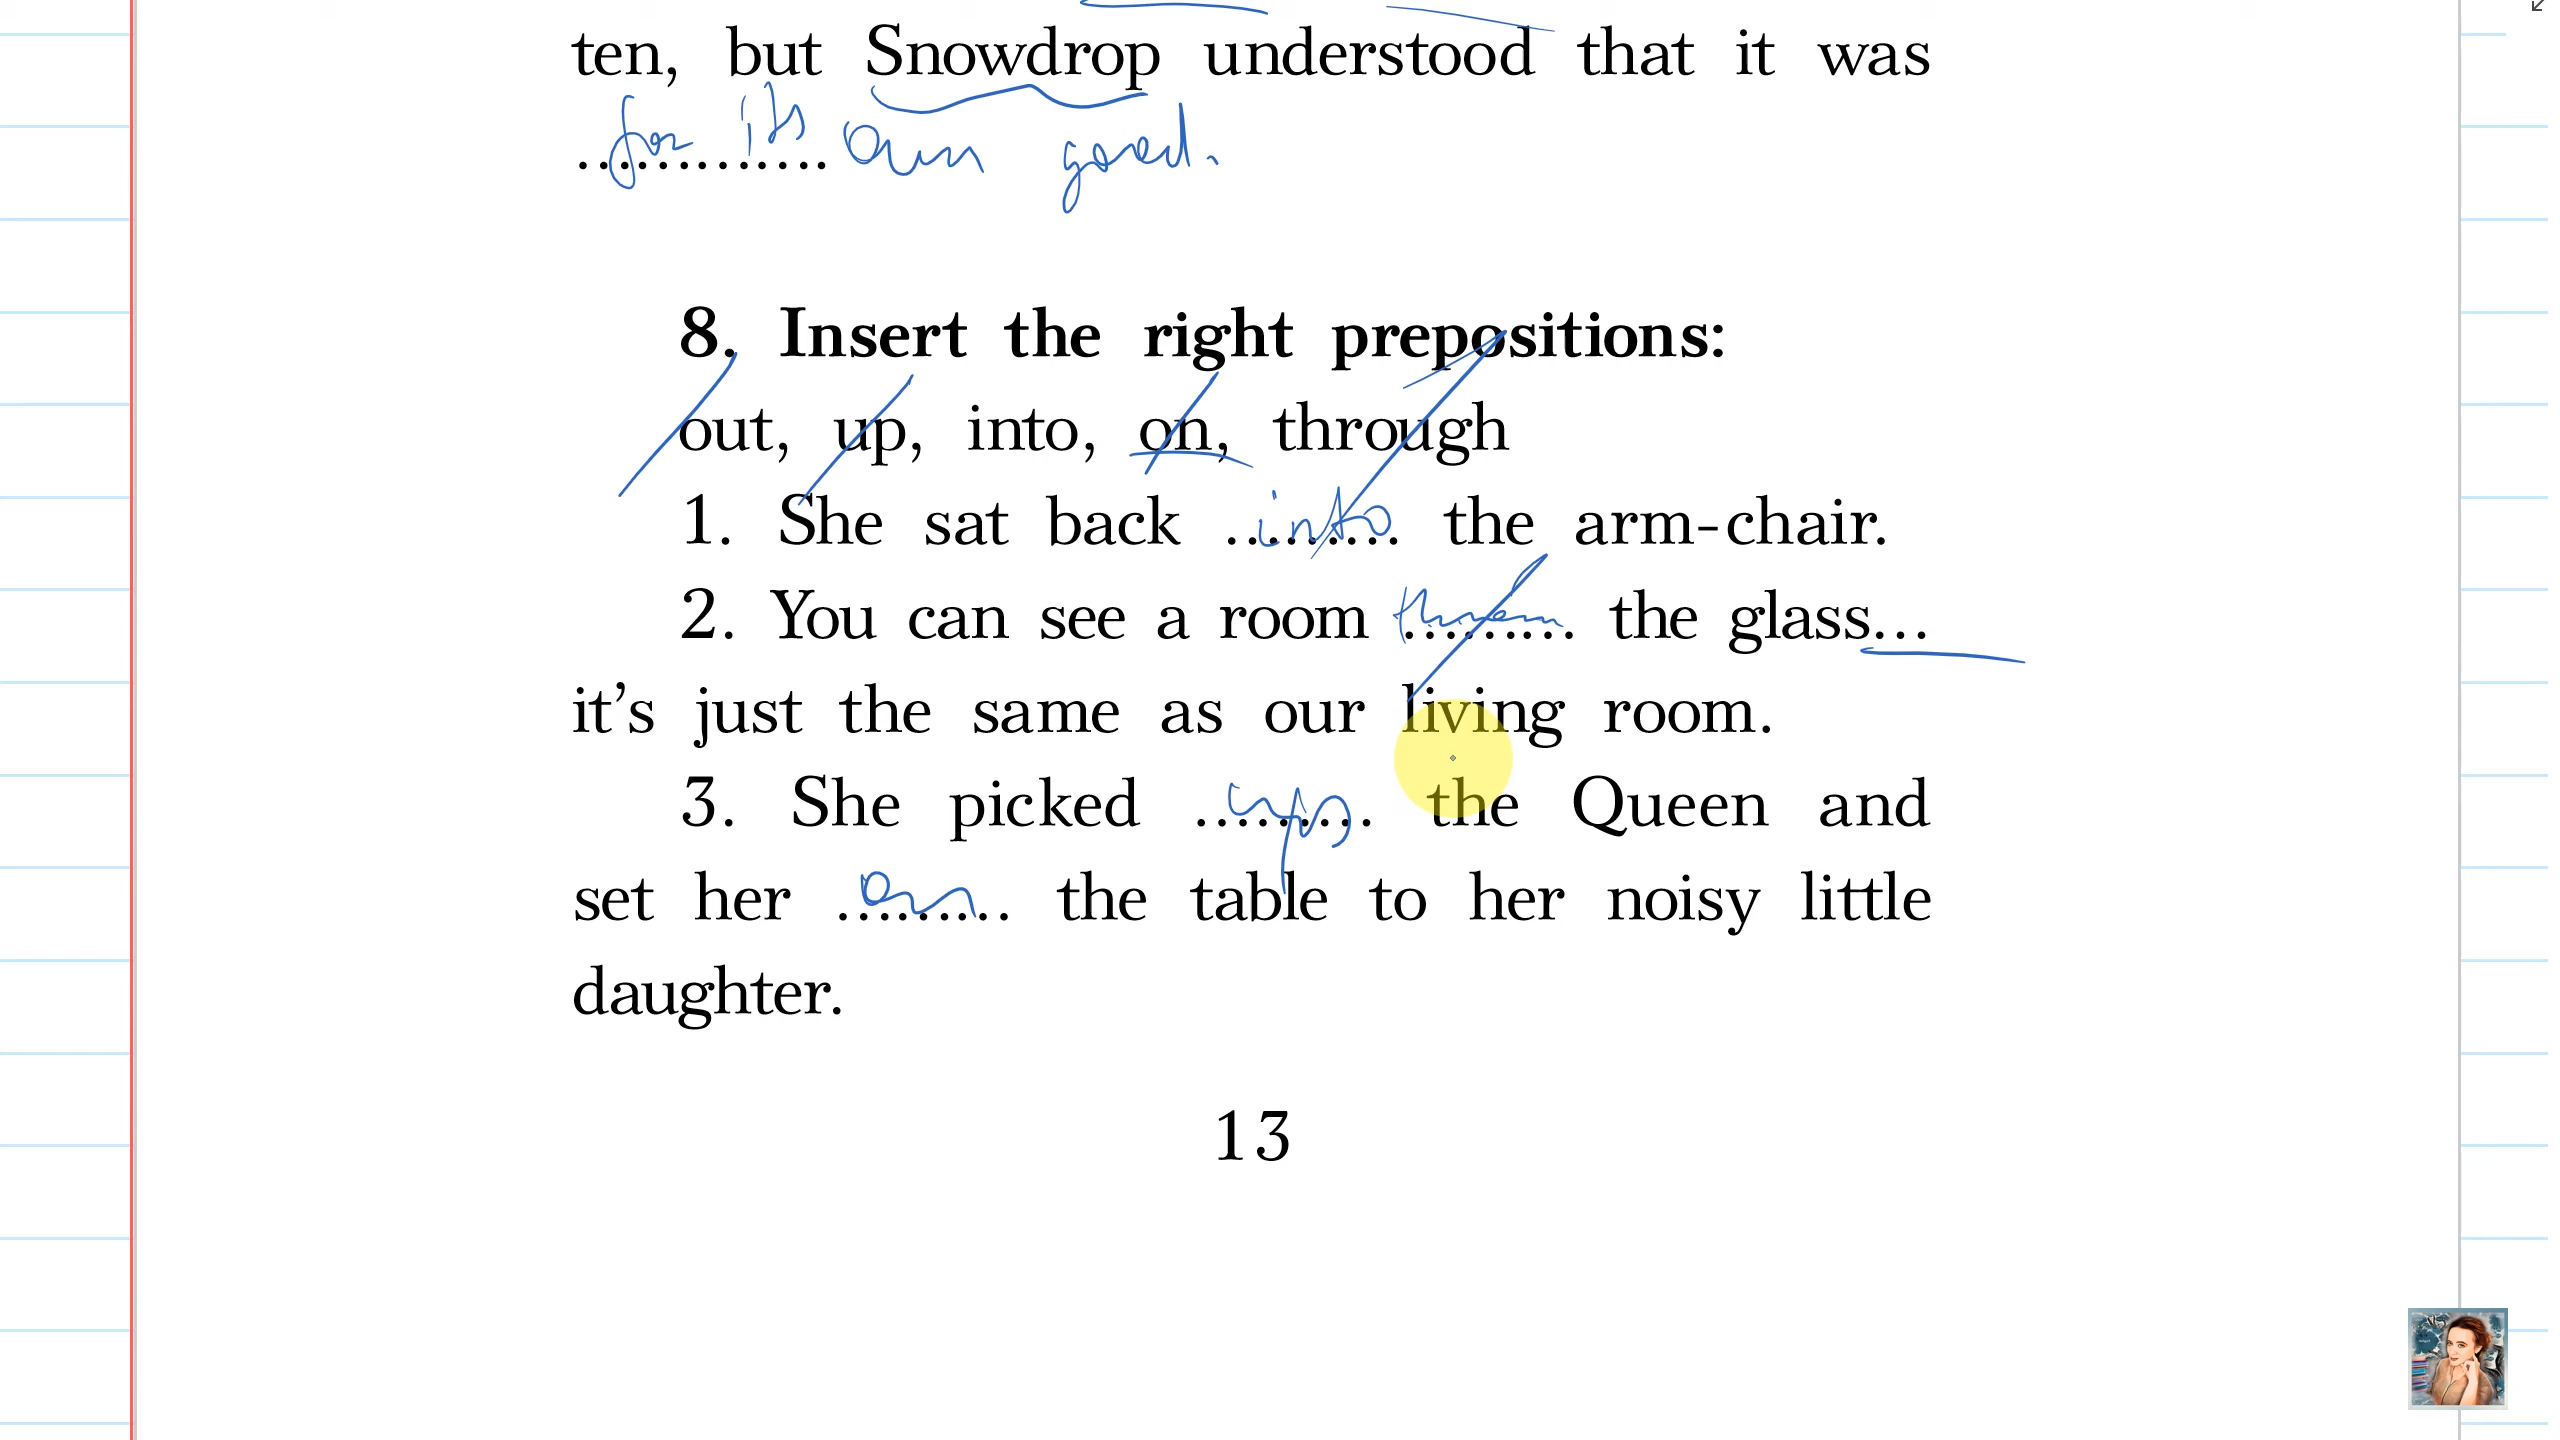 ten, but Snowdrop understood that it was
for its own good.
8. Insert the right prepositions:
out, up, into, on, through
1. She sat back ...into... the arm-chair.
2. You can see a room ......... the glass...
it's just the same as our living room.
3. She picked ...up... the Queen and
set her ...on... the table to her noisy little
daughter.
13